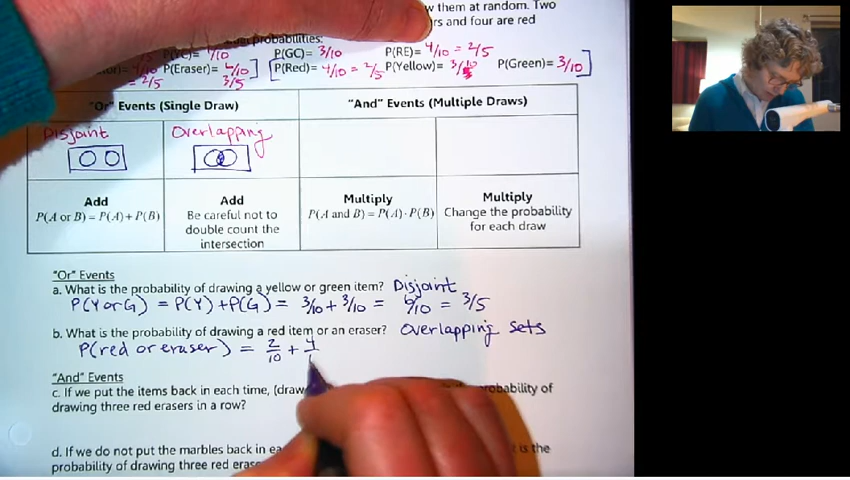 w them at random. Two
rs and four are red
probabilities:
4/10 P(GC)= 3/10 P(RE)= 4/10 = 2/5
P(Eraser)= 6/10 P(Red)= 4/10 = 2/5 P(Yellow)= 3/10 P(Green)= 3/10
= 2/5 3/5
"Or" Events (Single Draw) "And" Events (Multiple Draws)
Disjoint Overlapping
Add Add Multiply Multiply
P(A or B) = P(A) + P(B) Be careful not to double count the intersection P(A and B) = P(A) · P(B) Change the probability for each draw
"Or" Events
a. What is the probability of drawing a yellow or green item? Disjoint
P(Y or G) = P(Y) + P(G) = 3/10 + 3/10 = 6/10 = 3/5
b. What is the probability of drawing a red item or an eraser? Overlapping sets
P(red or eraser) = 2/10 + 4
"And" Events
c. If we put the items back in each time, (draw probability of
drawing three red erasers in a row?
d. If we do not put the marbles back in is the
probability of drawing three red